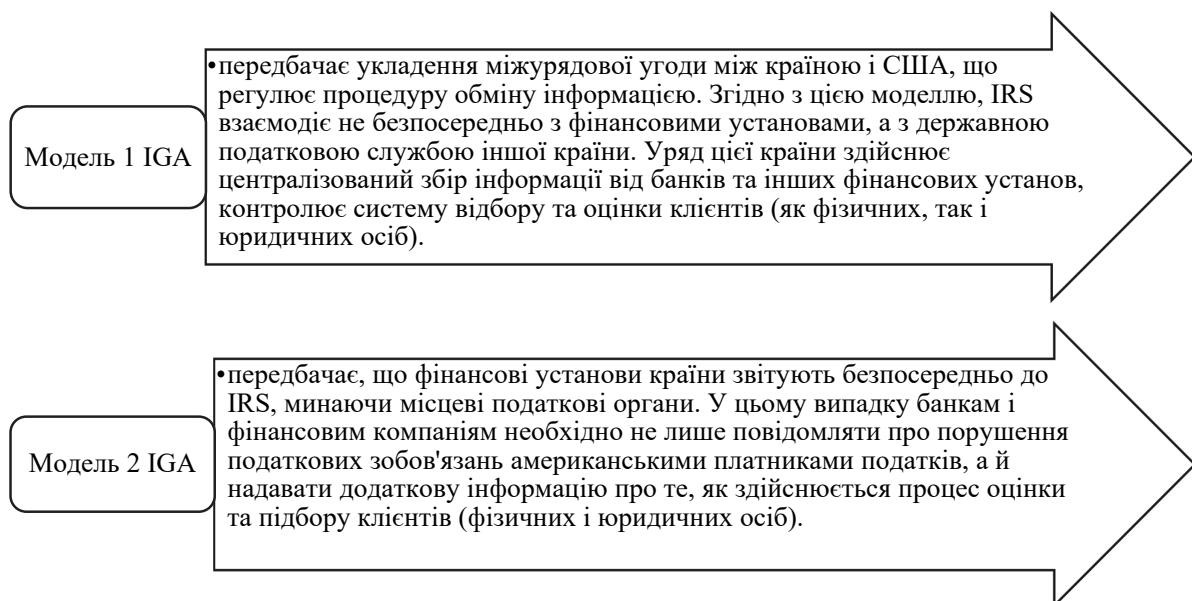 Модель 1 IGA
•передбачає укладення міжурядової угоди між країною і США, що
регулює процедуру обміну інформацією. Згідно з цією моделлю, IRS
взаємодіє не безпосередньо з фінансовими установами, а з державною
податковою службою іншої країни. Уряд цієї країни здійснює
централізований збір інформації від банків та інших фінансових установ,
контролює систему відбору та оцінки клієнтів (як фізичних, так і
юридичних осіб).
Модель 2 IGA
•передбачає, що фінансові установи країни звітують безпосередньо до
IRS, минаючи місцеві податкові органи. У цьому випадку банкам і
фінансовим компаніям необхідно не лише повідомляти про порушення
податкових зобов'язань американськими платниками податків, а й
надавати додаткову інформацію про те, як здійснюється процес оцінки
та підбору клієнтів (фізичних і юридичних осіб).